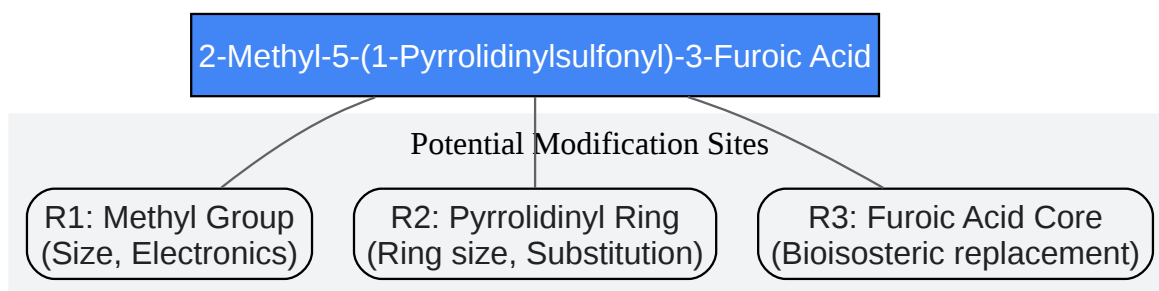 2-Methyl-5-(1-Pyrrolidinylsulfonyl)-3-Furoic Acid
Potential Modification Sites
R1: Methyl Group
(Size, Electronics)
R2: Pyrrolidinyl Ring
(Ring size, Substitution)
R3: Furoic Acid Core
(Bioisosteric replacement)